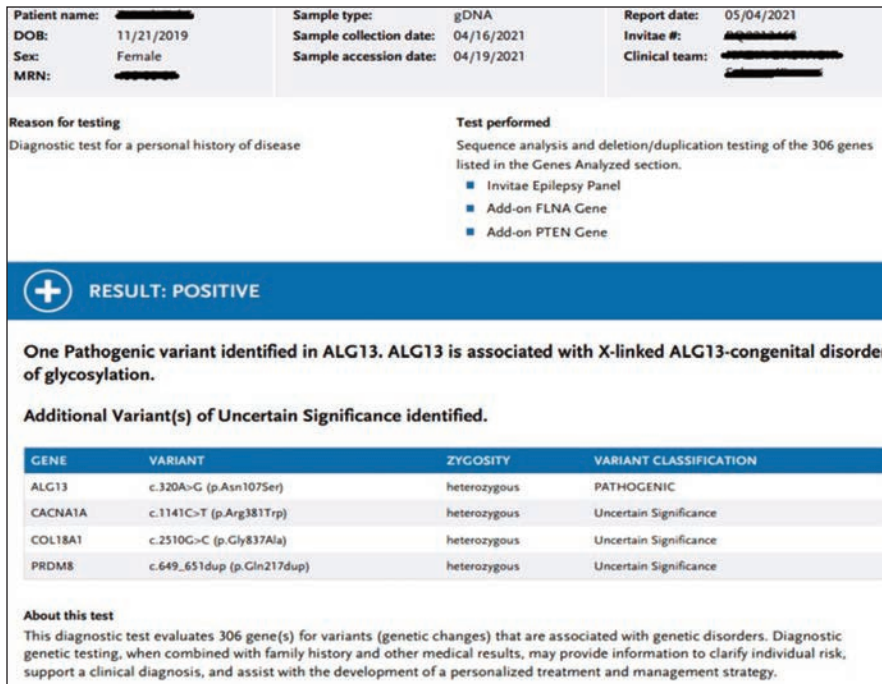 Patient name:
DOB: 11/21/2019
Sex: Female
MRN:
Sample type: gDNA
Sample collection date: 04/16/2021
Sample accession date: 04/19/2021
Report date: 05/04/2021
Invitae #:
Clinical team:
Reason for testing
Diagnostic test for a personal history of disease
Test performed
Sequence analysis and deletion/duplication testing of the 306 genes
listed in the Genes Analyzed section.
Invitae Epilepsy Panel
Add-on FLNA Gene
Add-on PTEN Gene
RESULT: POSITIVE
One Pathogenic variant identified in ALG13. ALG13 is associated with X-linked ALG13-congenital disorder
of glycosylation.
Additional Variant(s) of Uncertain Significance identified.
GENE VARIANT ZYGOSITY VARIANT CLASSIFICATION
ALG13 c.320A>G (p.Asn107Ser) heterozygous PATHOGENIC
CACNA1A c.1141C>T (p.Arg381Trp) heterozygous Uncertain Significance
COL18A1 c.2510G>C (p.Gly837Ala) heterozygous Uncertain Significance
PRDM8 c.649_651dup (p.Gln217dup) heterozygous Uncertain Significance
About this test
This diagnostic test evaluates 306 gene(s) for variants (genetic changes) that are associated with genetic disorders. Diagnostic
genetic testing, when combined with family history and other medical results, may provide information to clarify individual risk,
support a clinical diagnosis, and assist with the development of a personalized treatment and management strategy.